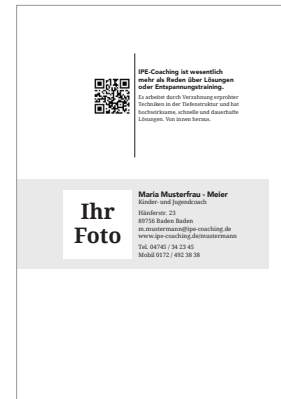 IPE-Coaching ist wesentlich
mehr als Reden über Lösungen
oder Entspannungstraining.
Es arbeitet durch Verzahnung erprobter
Techniken in der Tiefenstruktur und hat
hochwirksame, schnelle und dauerhafte
Lösungen. Von innen heraus.
Ihr
Foto
Maria Musterfrau - Meier
Kinder- und Jugendcoach
Hänferstr. 23
89756 Baden Baden
m.mustermann@ipe-coaching.de
www.ipe-coaching.de/mustermann
Tel. 04745 / 34 23 45
Mobil 0172 / 492 38 38